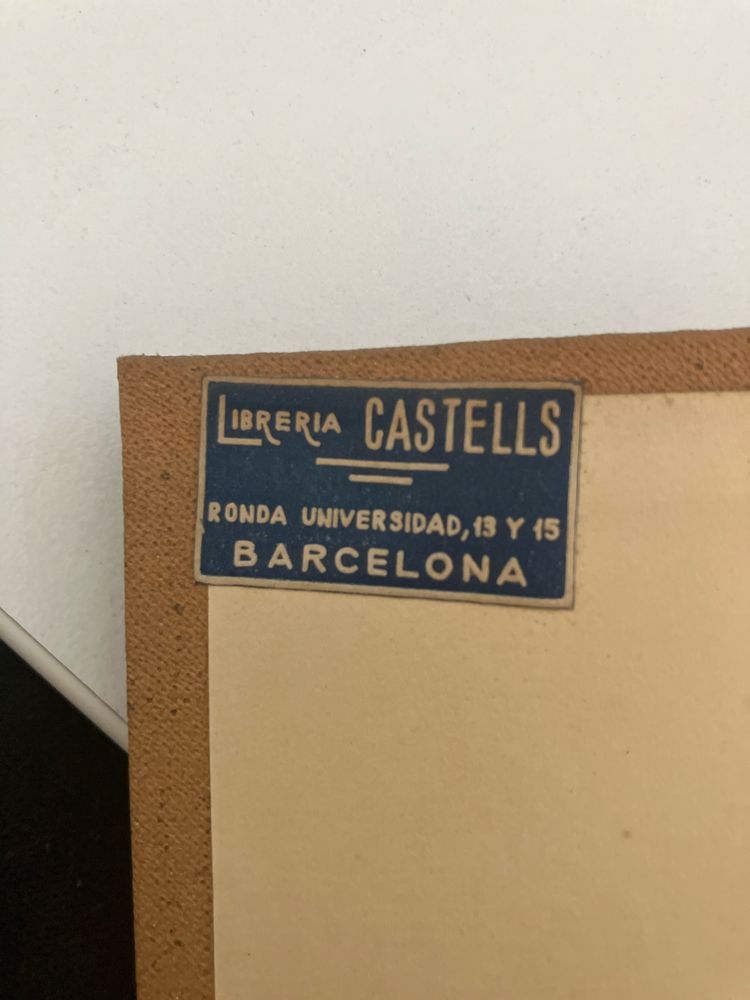 LIBRERIA CASTELLS
RONDA UNIVERSIDAD, 13 Y 15
BARCELONA